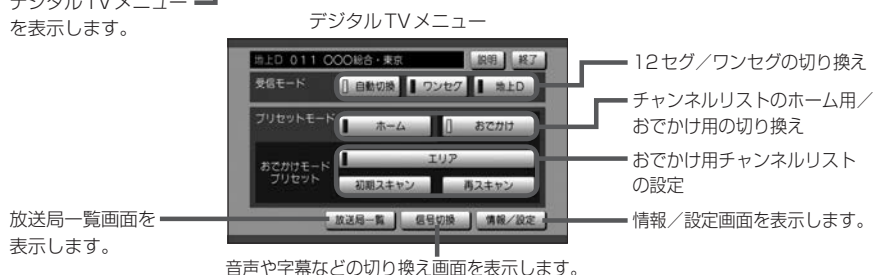 デジタルTVメニュー
を表示します。
デジタルTVメニュー
地上D 011 〇〇〇総合・東京 説明 終了
受信モード 自動切換 ワンセグ 地上D
12セグ／ワンセグの切り換え
プリセットモード ホーム おでかけ
チャンネルリストのホーム用／
おでかけ用の切り換え
エリア
おでかけモード
プリセット
初期スキャン 再スキャン
おでかけ用チャンネルリスト
の設定
放送局一覧 信号切換 情報／設定
放送局一覧画面を
表示します。
情報／設定画面を表示します。
音声や字幕などの切り換え画面を表示します。